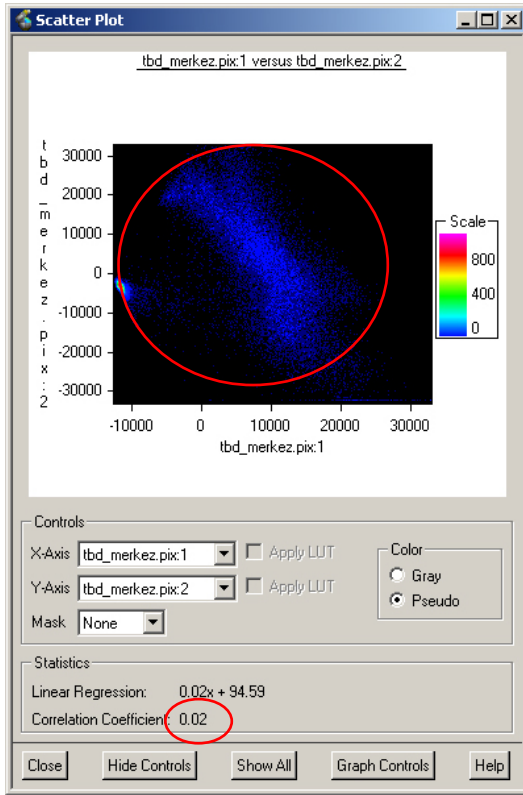 Scatter Plot
tbd_merkez.pix:1 versus tbd_merkez.pix:2
tbd_merkez.pix:2
30000
20000
10000
0
-10000
-20000
-30000
-10000 0 10000 20000 30000
tbd_merkez.pix:1
Scale
800
400
0
Controls
X-Axis tbd_merkez.pix:1 Apply LUT
Y-Axis tbd_merkez.pix:2 Apply LUT
Mask None
Color
Gray
Pseudo
Statistics
Linear Regression: 0.02x + 94.59
Correlation Coefficient: 0.02
Close Hide Controls Show All Graph Controls Help